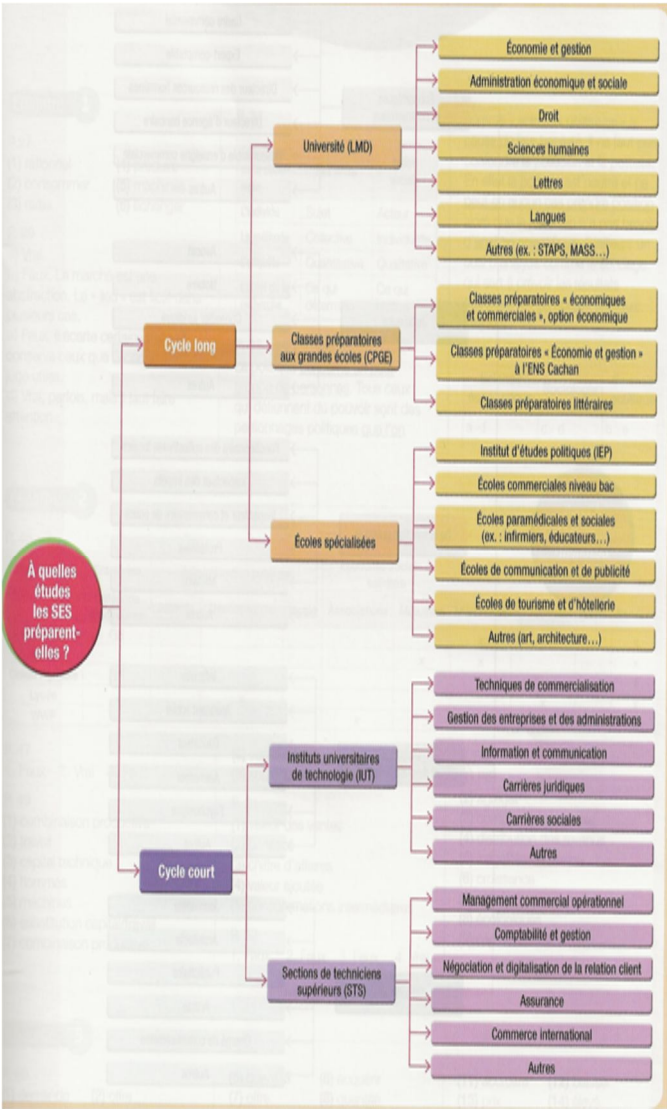 À quelles
études
les SES
préparent-
elles ?
Cycle long
Université (LMD)
Économie et gestion
Administration économique et sociale
Droit
Sciences humaines
Lettres
Langues
Autres (ex. : STAPS, MASS…)
Classes préparatoires
aux grandes écoles (CPGE)
Classes préparatoires « économiques
et commerciales », option économique
Classes préparatoires « Économie et gestion »
à l'ENS Cachan
Classes préparatoires littéraires
Écoles spécialisées
Institut d'études politiques (IEP)
Écoles commerciales niveau bac
Écoles paramédicales et sociales
(ex. : infirmiers, éducateurs…)
Écoles de communication et de publicité
Écoles de tourisme et d'hôtellerie
Autres (art, architecture…)
Cycle court
Instituts universitaires
de technologie (IUT)
Techniques de commercialisation
Gestion des entreprises et des administrations
Information et communication
Carrières juridiques
Carrières sociales
Autres
Sections de techniciens
supérieurs (STS)
Management commercial opérationnel
Comptabilité et gestion
Négociation et digitalisation de la relation client
Assurance
Commerce international
Autres